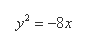 y² = −8x